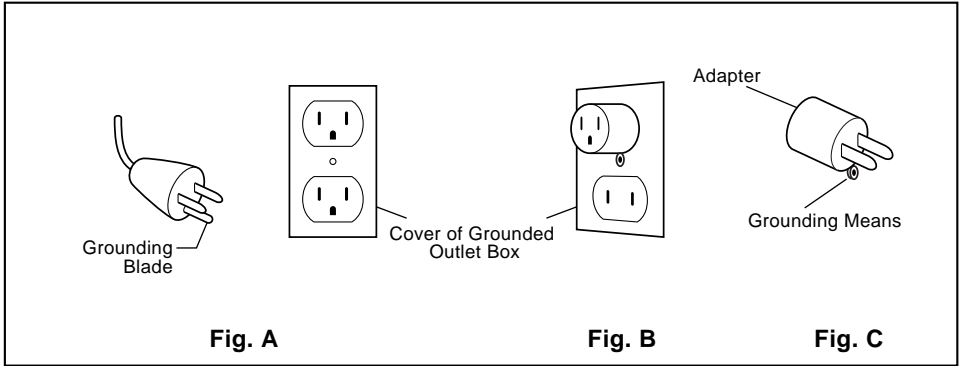 Adapter
Grounding
Blade
Cover of Grounded
Outlet Box
Grounding Means
Fig. A
Fig. B
Fig. C